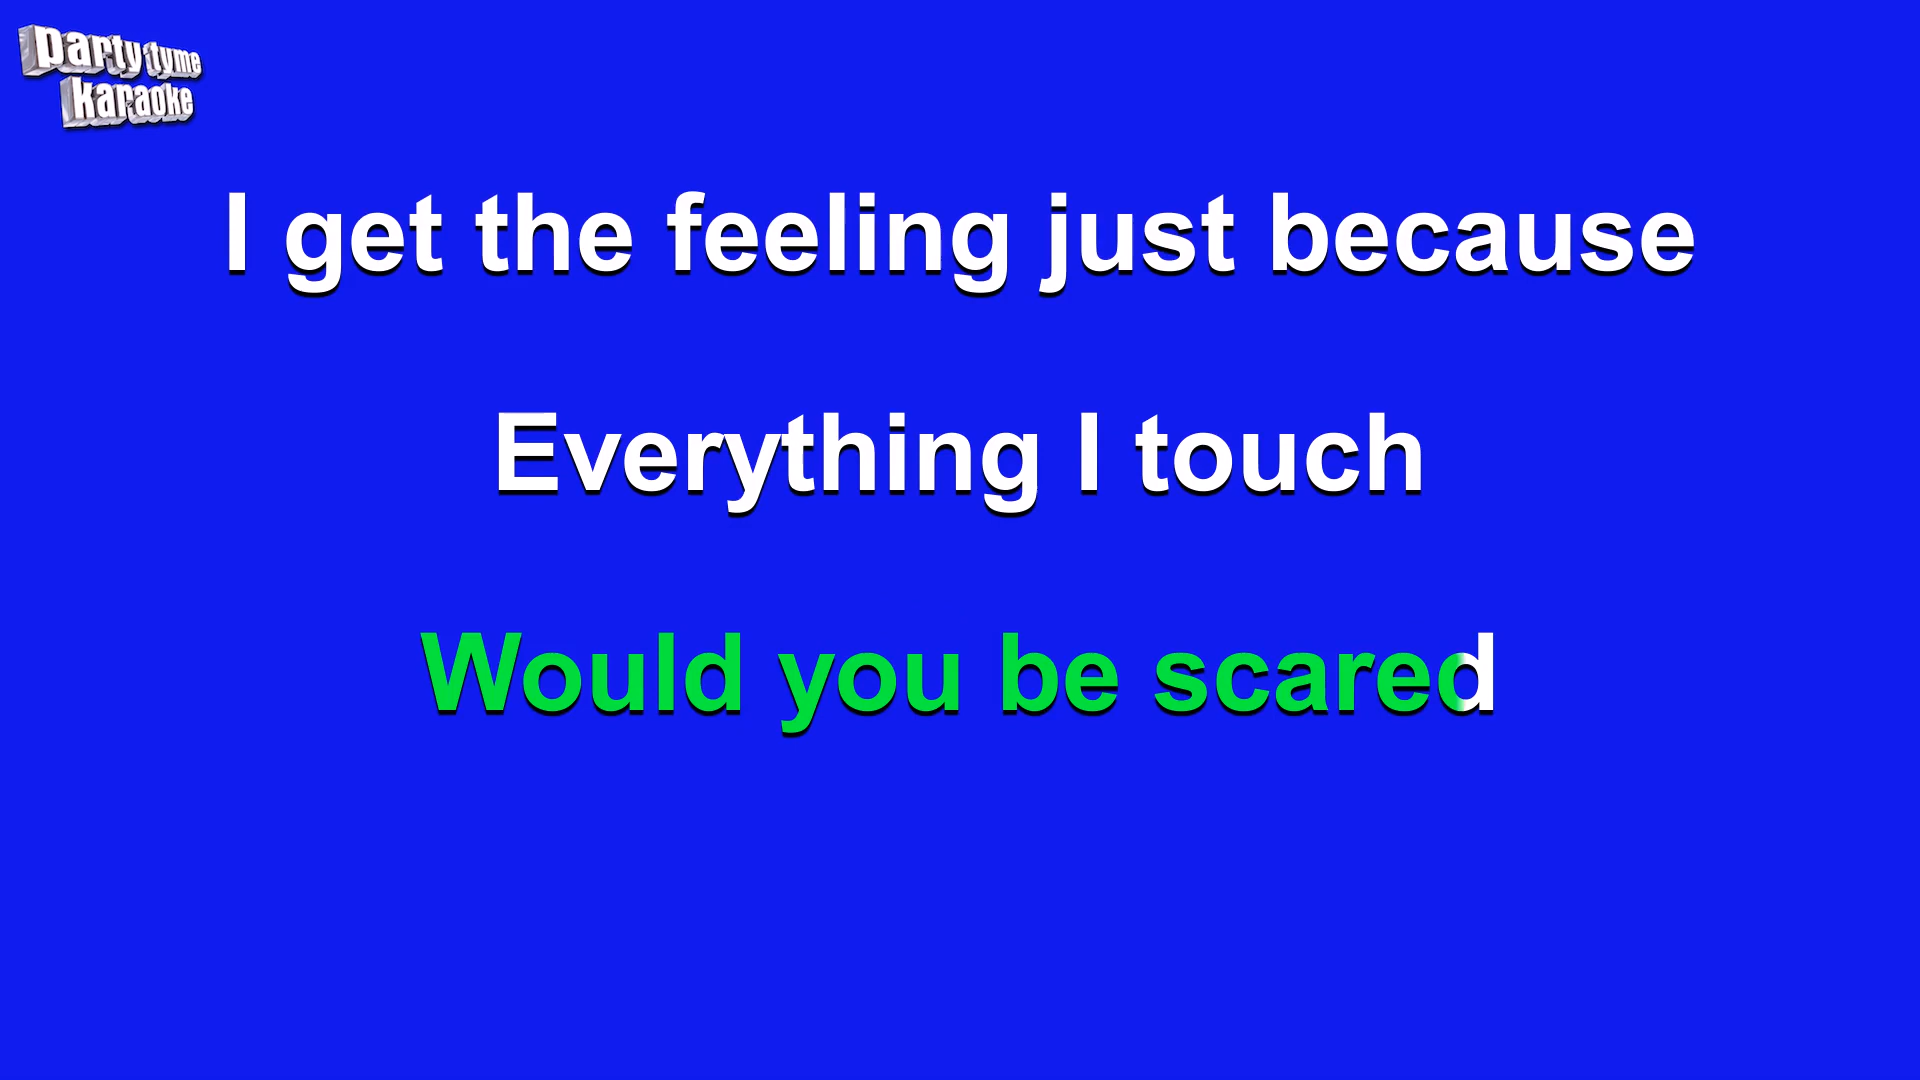 party tyme
karaoke
I get the feeling just because
Everything I touch
Would you be scared